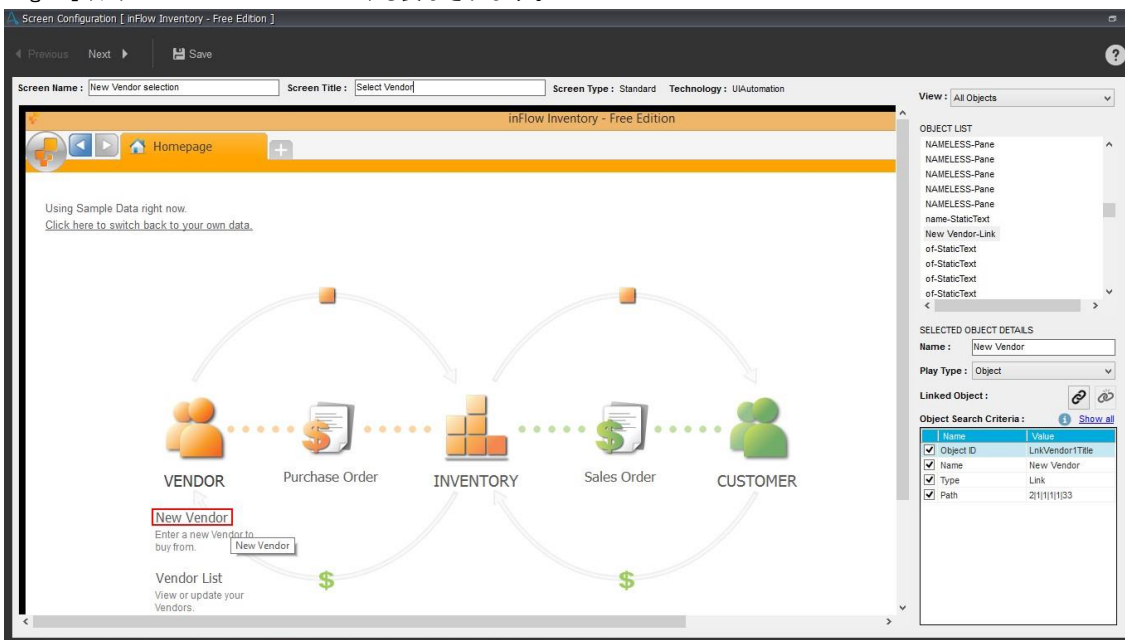 Screen Configuration [ inFlow Inventory - Free Edition ]
Previous Next Save
Screen Name : New Vendor selection Screen Title : Select Vendor Screen Type : Standard Technology : UIAutomation
View : All Objects
inFlow Inventory - Free Edition
Homepage
Using Sample Data right now.
Click here to switch back to your own data.
VENDOR Purchase Order INVENTORY Sales Order CUSTOMER
New Vendor
Enter a new Vendor to
buy from.
New Vendor
Vendor List
View or update your
Vendors.
OBJECT LIST
NAMELESS-Pane
NAMELESS-Pane
NAMELESS-Pane
NAMELESS-Pane
NAMELESS-Pane
name-StaticText
New Vendor-Link
of-StaticText
of-StaticText
of-StaticText
of-StaticText
SELECTED OBJECT DETAILS
Name : New Vendor
Play Type : Object
Linked Object :
Object Search Criteria : Show all
Name Value
Object ID LnkVendor1Title
Name New Vendor
Type Link
Path 2|1|1|1|1|33